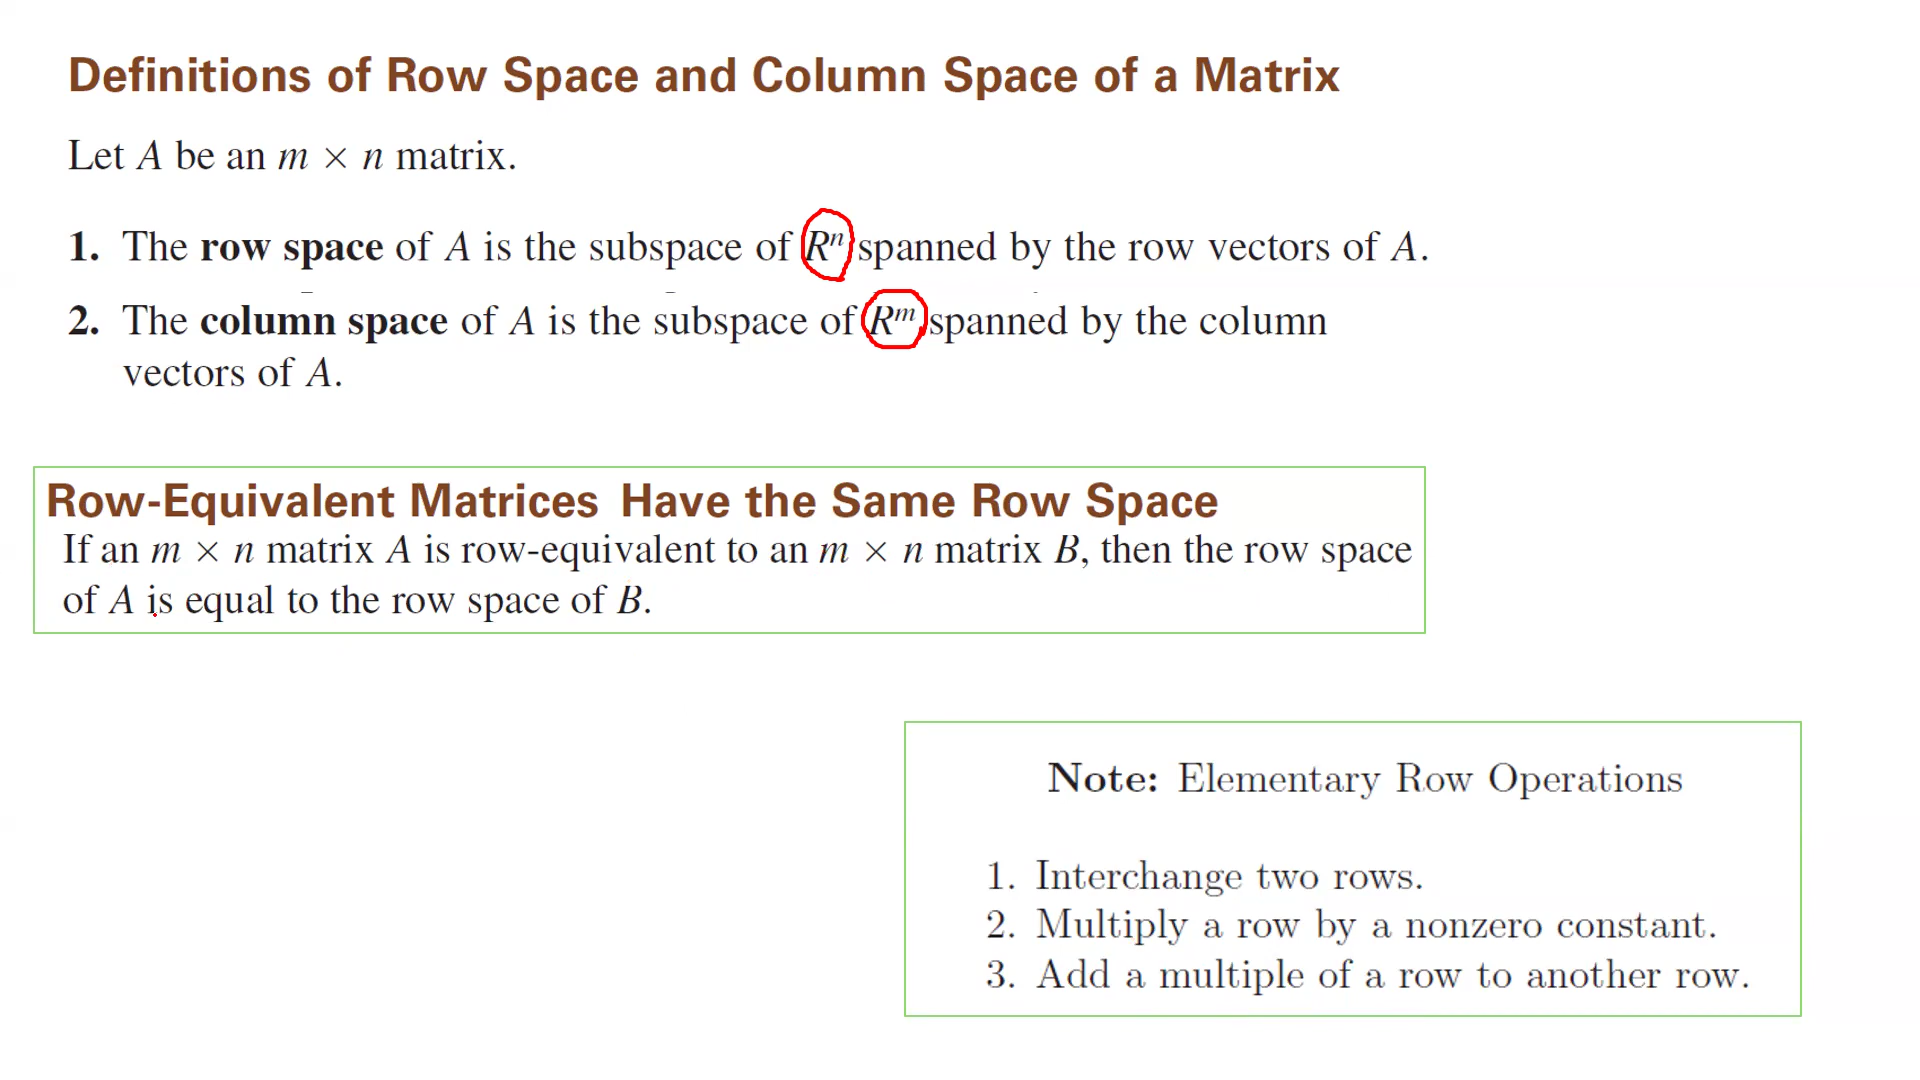 Definitions of Row Space and Column Space of a Matrix
Let A be an m × n matrix.
1. The row space of A is the subspace of Rⁿ spanned by the row vectors of A.
2. The column space of A is the subspace of Rᵐ spanned by the column
vectors of A.
Row-Equivalent Matrices Have the Same Row Space
If an m × n matrix A is row-equivalent to an m × n matrix B, then the row space
of A is equal to the row space of B.
Note: Elementary Row Operations
1. Interchange two rows.
2. Multiply a row by a nonzero constant.
3. Add a multiple of a row to another row.